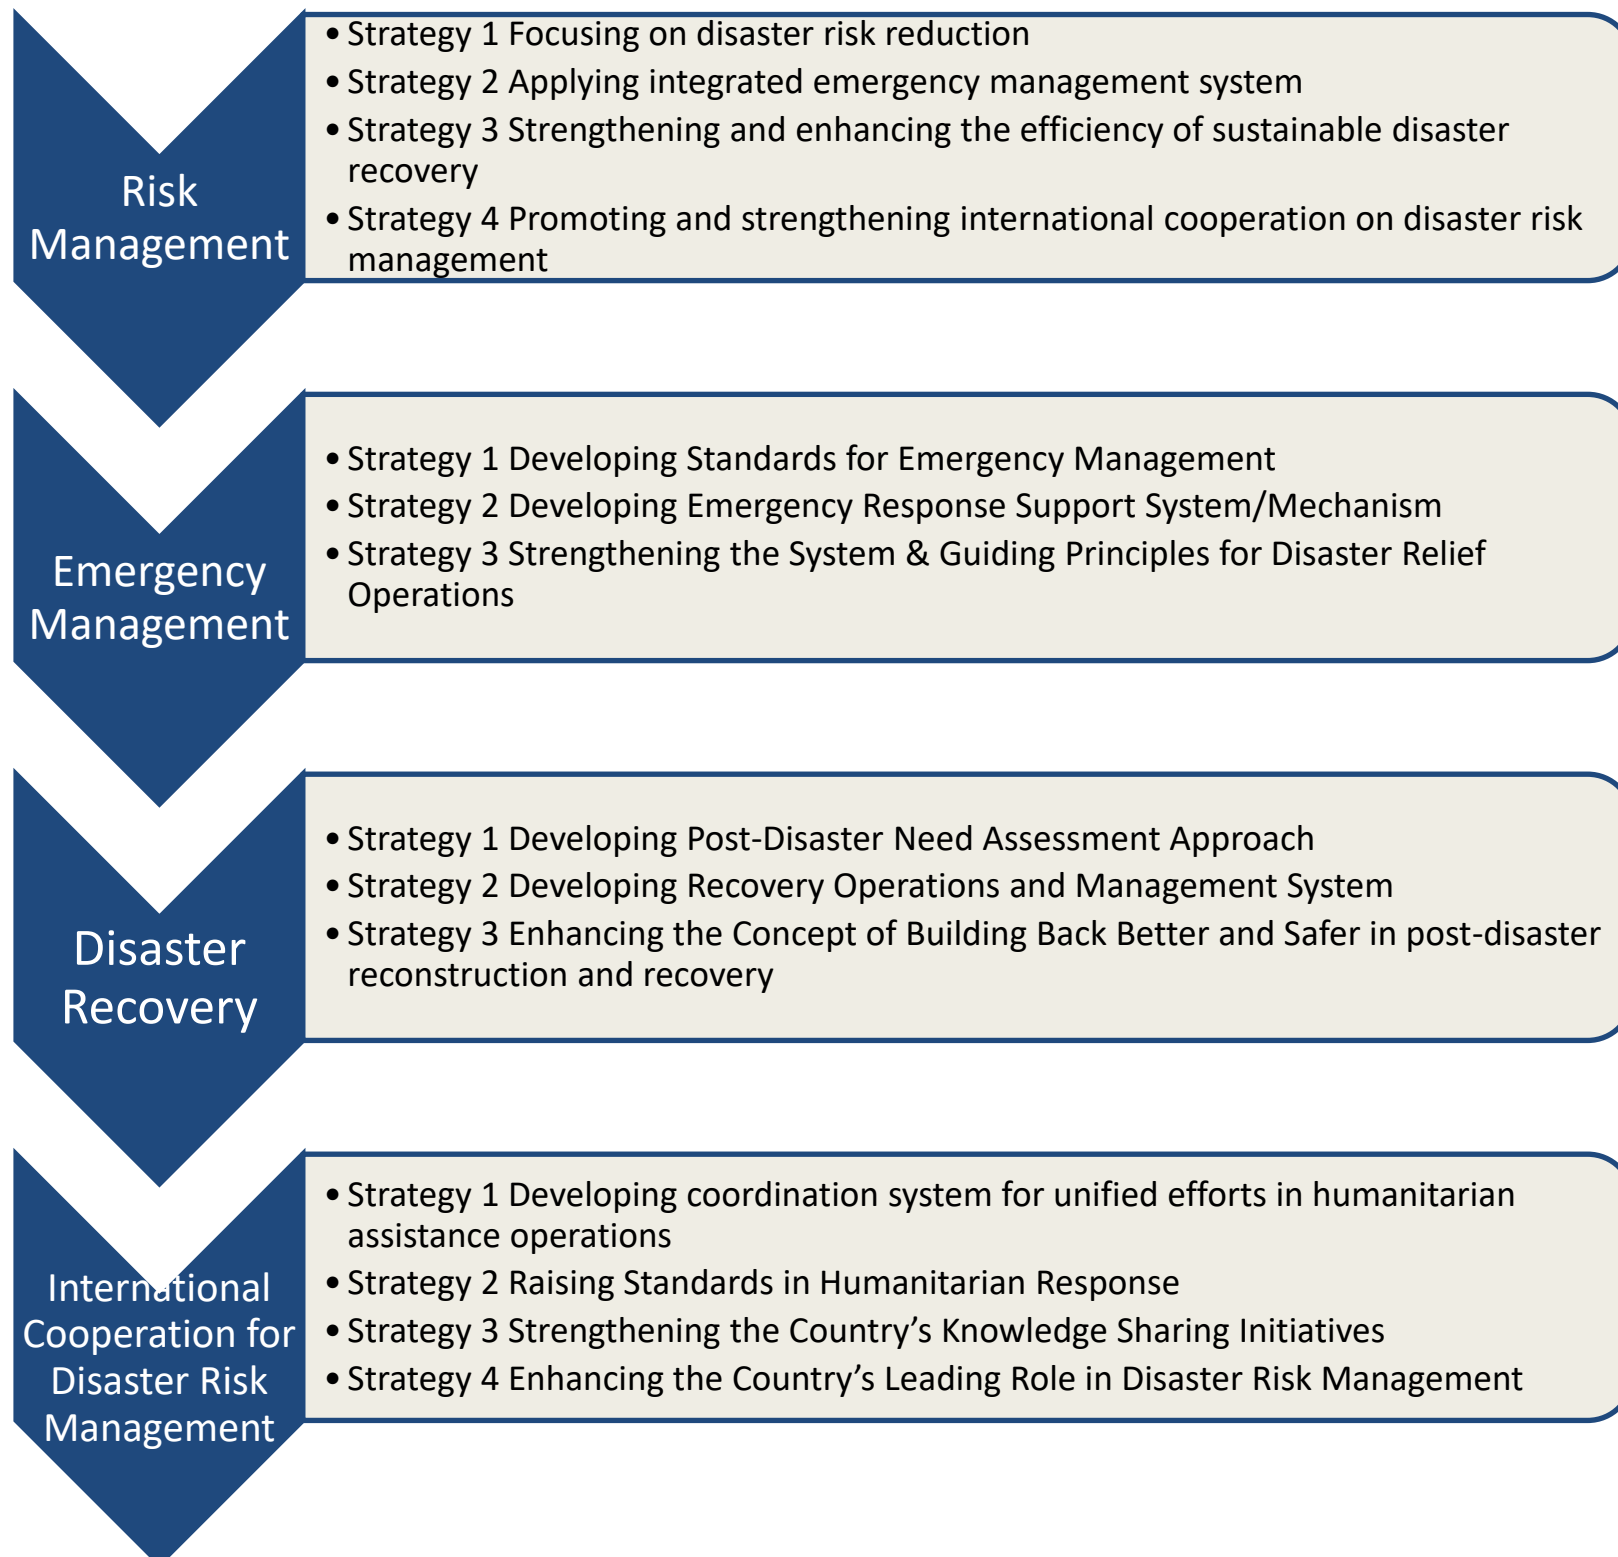 Risk
Management
• Strategy 1 Focusing on disaster risk reduction
• Strategy 2 Applying integrated emergency management system
• Strategy 3 Strengthening and enhancing the efficiency of sustainable disaster
recovery
• Strategy 4 Promoting and strengthening international cooperation on disaster risk
management
Emergency
Management
• Strategy 1 Developing Standards for Emergency Management
• Strategy 2 Developing Emergency Response Support System/Mechanism
• Strategy 3 Strengthening the System & Guiding Principles for Disaster Relief
Operations
Disaster
Recovery
• Strategy 1 Developing Post-Disaster Need Assessment Approach
• Strategy 2 Developing Recovery Operations and Management System
• Strategy 3 Enhancing the Concept of Building Back Better and Safer in post-disaster
reconstruction and recovery
International
Cooperation for
Disaster Risk
Management
• Strategy 1 Developing coordination system for unified efforts in humanitarian
assistance operations
• Strategy 2 Raising Standards in Humanitarian Response
• Strategy 3 Strengthening the Country’s Knowledge Sharing Initiatives
• Strategy 4 Enhancing the Country’s Leading Role in Disaster Risk Management